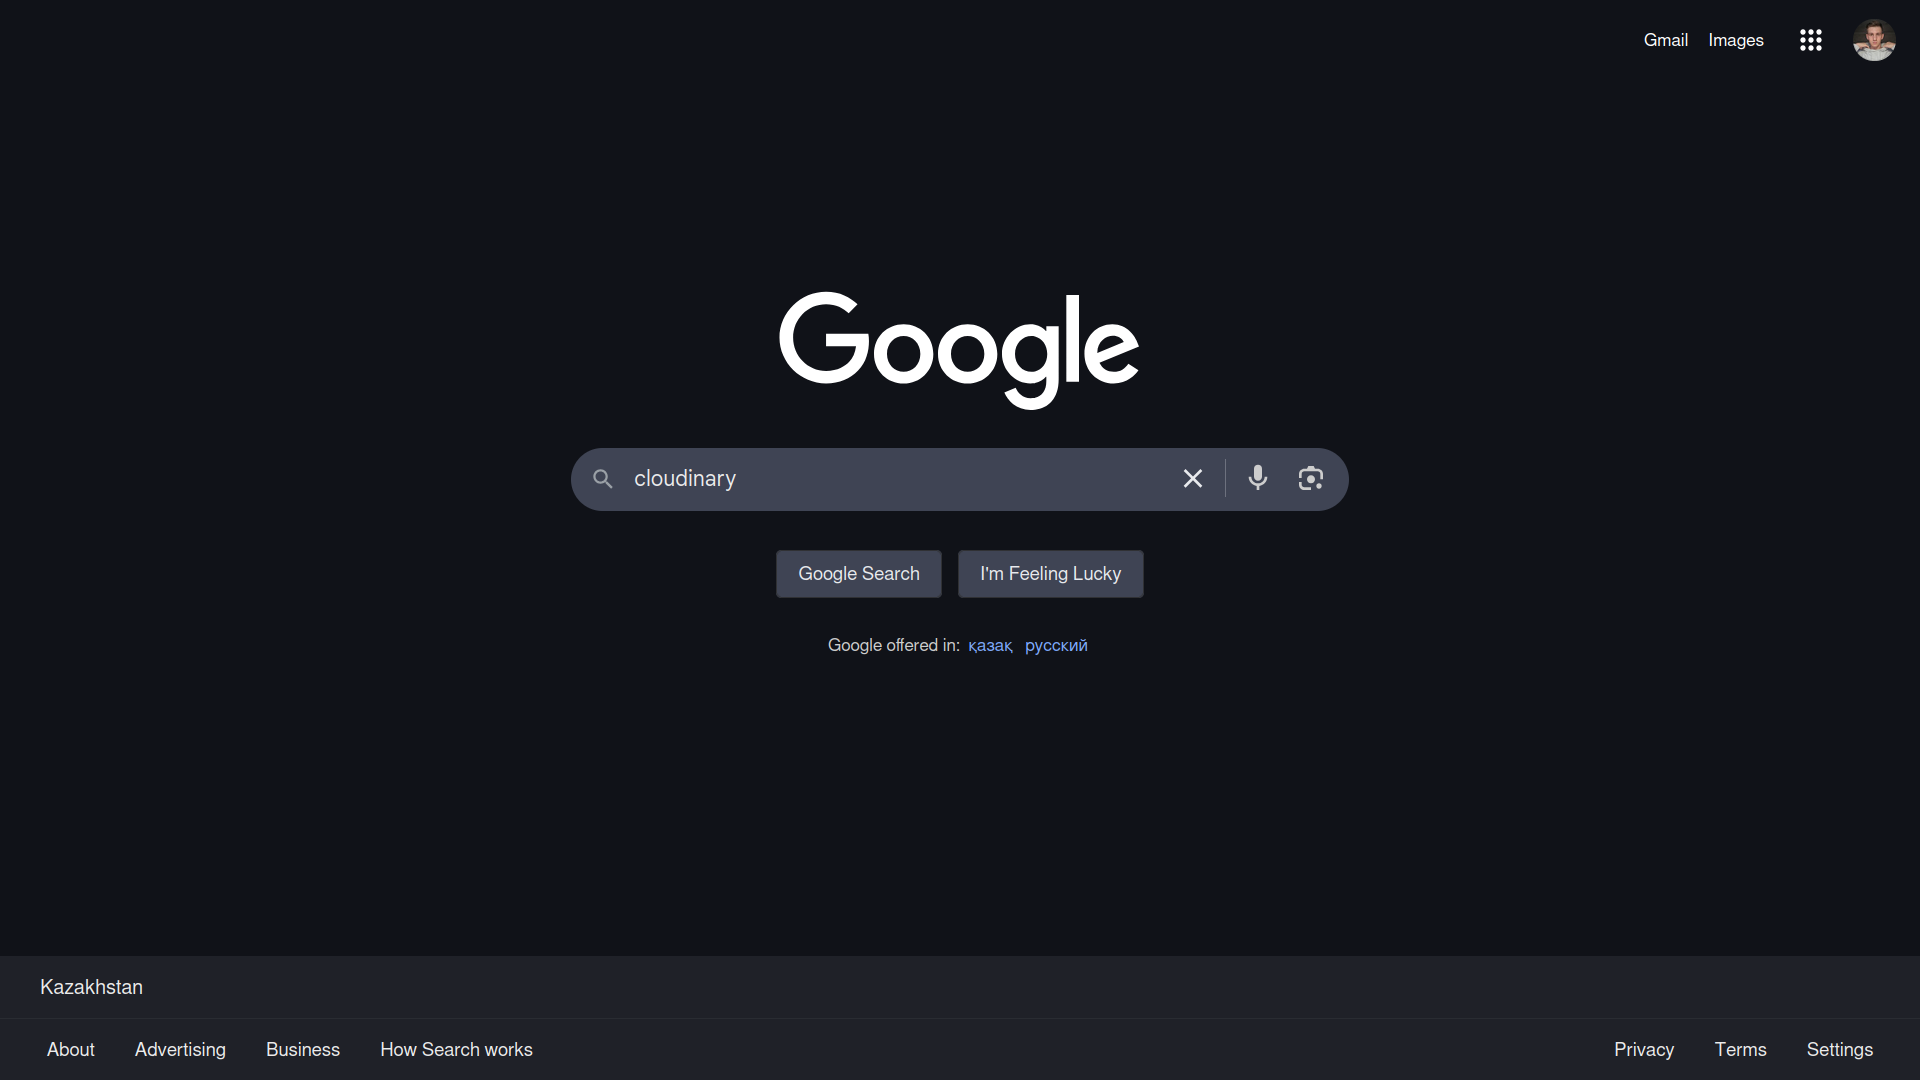 Gmail Images
Google
cloudinary
Google Search I'm Feeling Lucky
Google offered in: қазақ русский
Kazakhstan
About Advertising Business How Search works Privacy Terms Settings